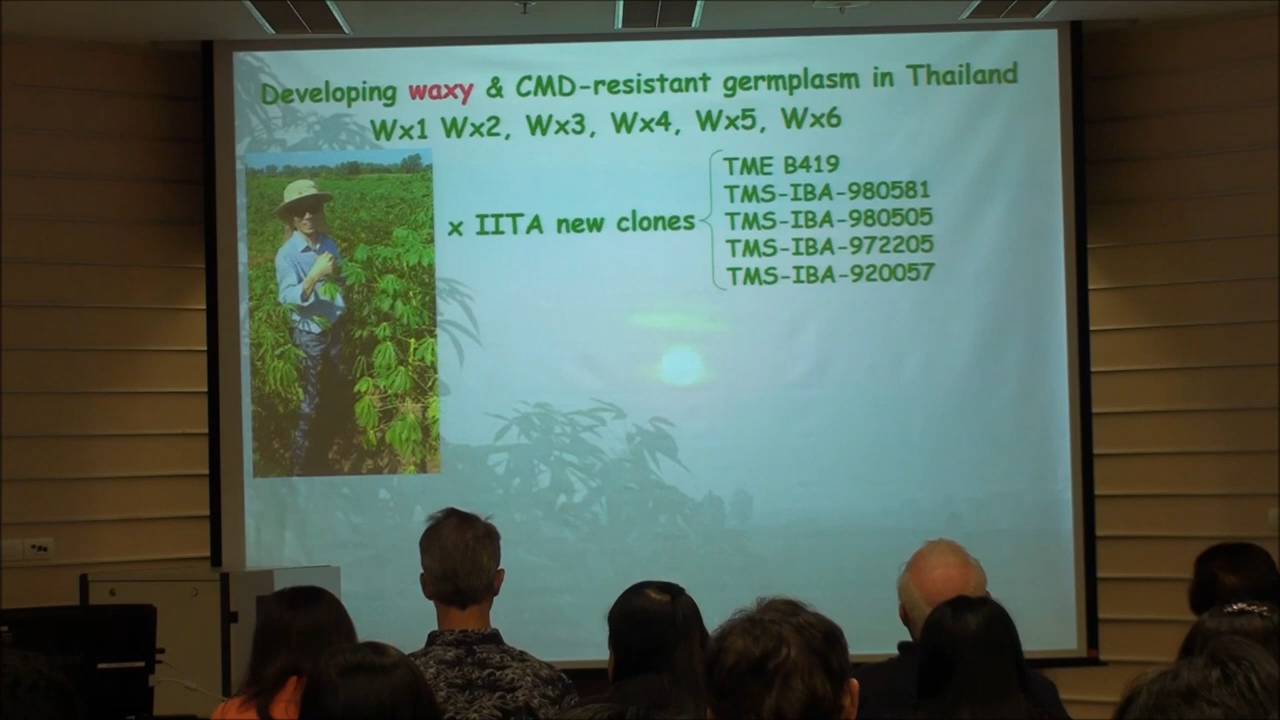 Developing waxy & CMD-resistant germplasm in Thailand
Wx1 Wx2, Wx3, Wx4, Wx5, Wx6
x IITA new clones
TME B419
TMS-IBA-980581
TMS-IBA-980505
TMS-IBA-972205
TMS-IBA-920057